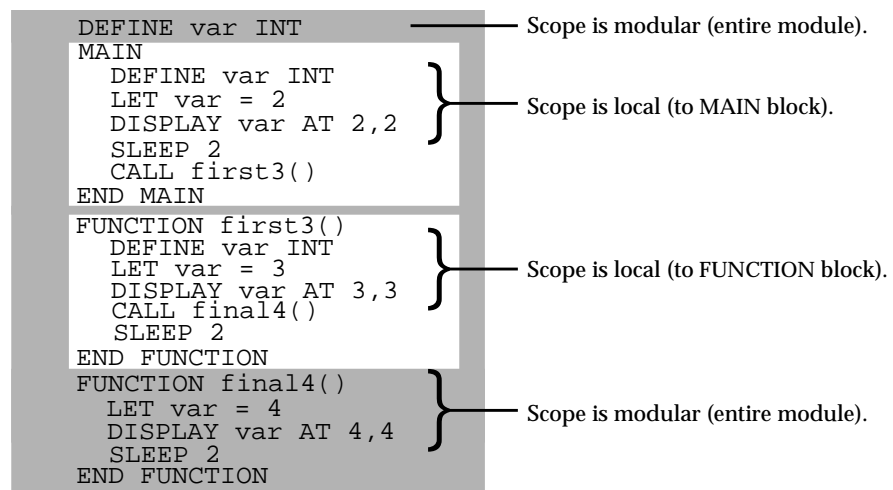 DEFINE var INT
Scope is modular (entire module).
MAIN
DEFINE var INT
LET var = 2
DISPLAY var AT 2,2
Scope is local (to MAIN block).
SLEEP 2
CALL first3()
END MAIN
FUNCTION first3()
DEFINE var INT
LET var = 3
Scope is local (to FUNCTION block).
DISPLAY var AT 3,3
CALL final4()
SLEEP 2
END FUNCTION
FUNCTION final4()
LET var = 4
Scope is modular (entire module).
DISPLAY var AT 4,4
SLEEP 2
END FUNCTION